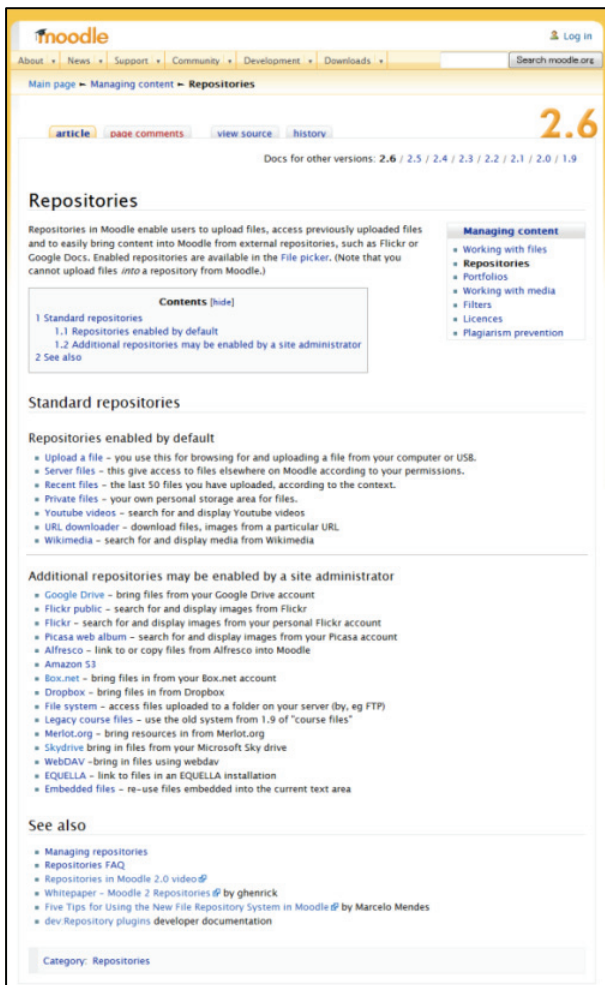 moodle
Log in
About News Support Community Development Downloads Search moodle.org
Main page ► Managing content ► Repositories
2.6
article page comments view source history
Docs for other versions: 2.6 / 2.5 / 2.4 / 2.3 / 2.2 / 2.1 / 2.0 / 1.9
Repositories
Repositories in Moodle enable users to upload files, access previously uploaded files
and to easily bring content into Moodle from external repositories, such as Flickr or
Google Docs. Enabled repositories are available in the File picker. (Note that you
cannot upload files into a repository from Moodle.)
Managing content
Working with files
Repositories
Portfolios
Working with media
Filters
Licences
Plagiarism prevention
Contents [hide]
1 Standard repositories
1.1 Repositories enabled by default
1.2 Additional repositories may be enabled by a site administrator
2 See also
Standard repositories
Repositories enabled by default
Upload a file – you use this for browsing for and uploading a file from your computer or USB.
Server files – this give access to files elsewhere on Moodle according to your permissions.
Recent files – the last 50 files you have uploaded, according to the context.
Private files – your own personal storage area for files.
Youtube videos – search for and display Youtube videos
URL downloader – download files, images from a particular URL
Wikimedia – search for and display media from Wikimedia
Additional repositories may be enabled by a site administrator
Google Drive – bring files from your Google Drive account
Flickr public – search for and display images from Flickr
Flickr – search for and display images from your personal Flickr account
Picasa web album – search for and display images from your Picasa account
Alfresco – link to or copy files from Alfresco into Moodle
Amazon S3
Box.net – bring files in from your Box.net account
Dropbox – bring files in from Dropbox
File system – access files uploaded to a folder on your server (by, eg FTP)
Legacy course files – use the old system from 1.9 of "course files"
Merlot.org – bring resources in from Merlot.org
Skydrive bring in files from your Microsoft Sky drive
WebDAV –bring in files using webdav
EQUELLA – link to files in an EQUELLA installation
Embedded files – re-use files embedded into the current text area
See also
Managing repositories
Repositories FAQ
Repositories in Moodle 2.0 video
Whitepaper – Moodle 2 Repositories by ghenrick
Five Tips for Using the New File Repository System in Moodle by Marcelo Mendes
dev:Repository plugins developer documentation
Category: Repositories